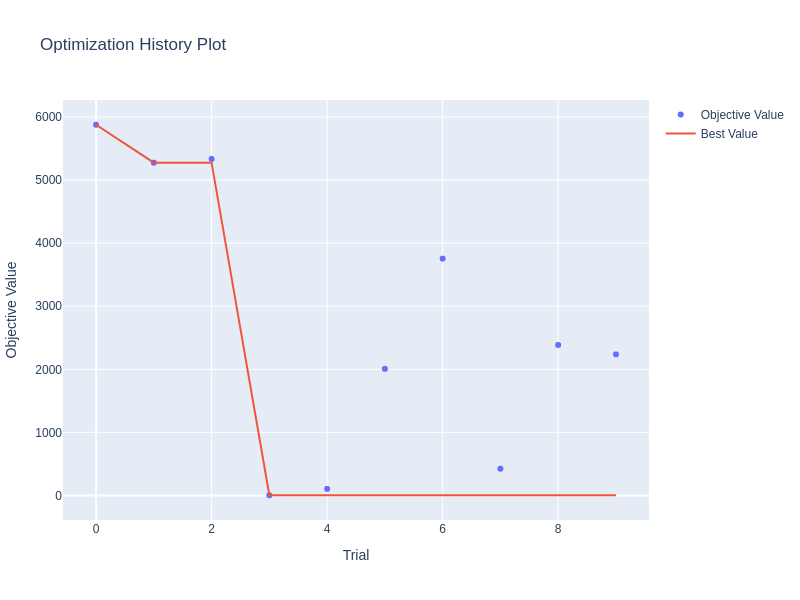 Optimization History Plot
Objective Value
Best Value
6000
5000
4000
3000
2000
1000
0
Objective Value
0
2
4
6
8
Trial